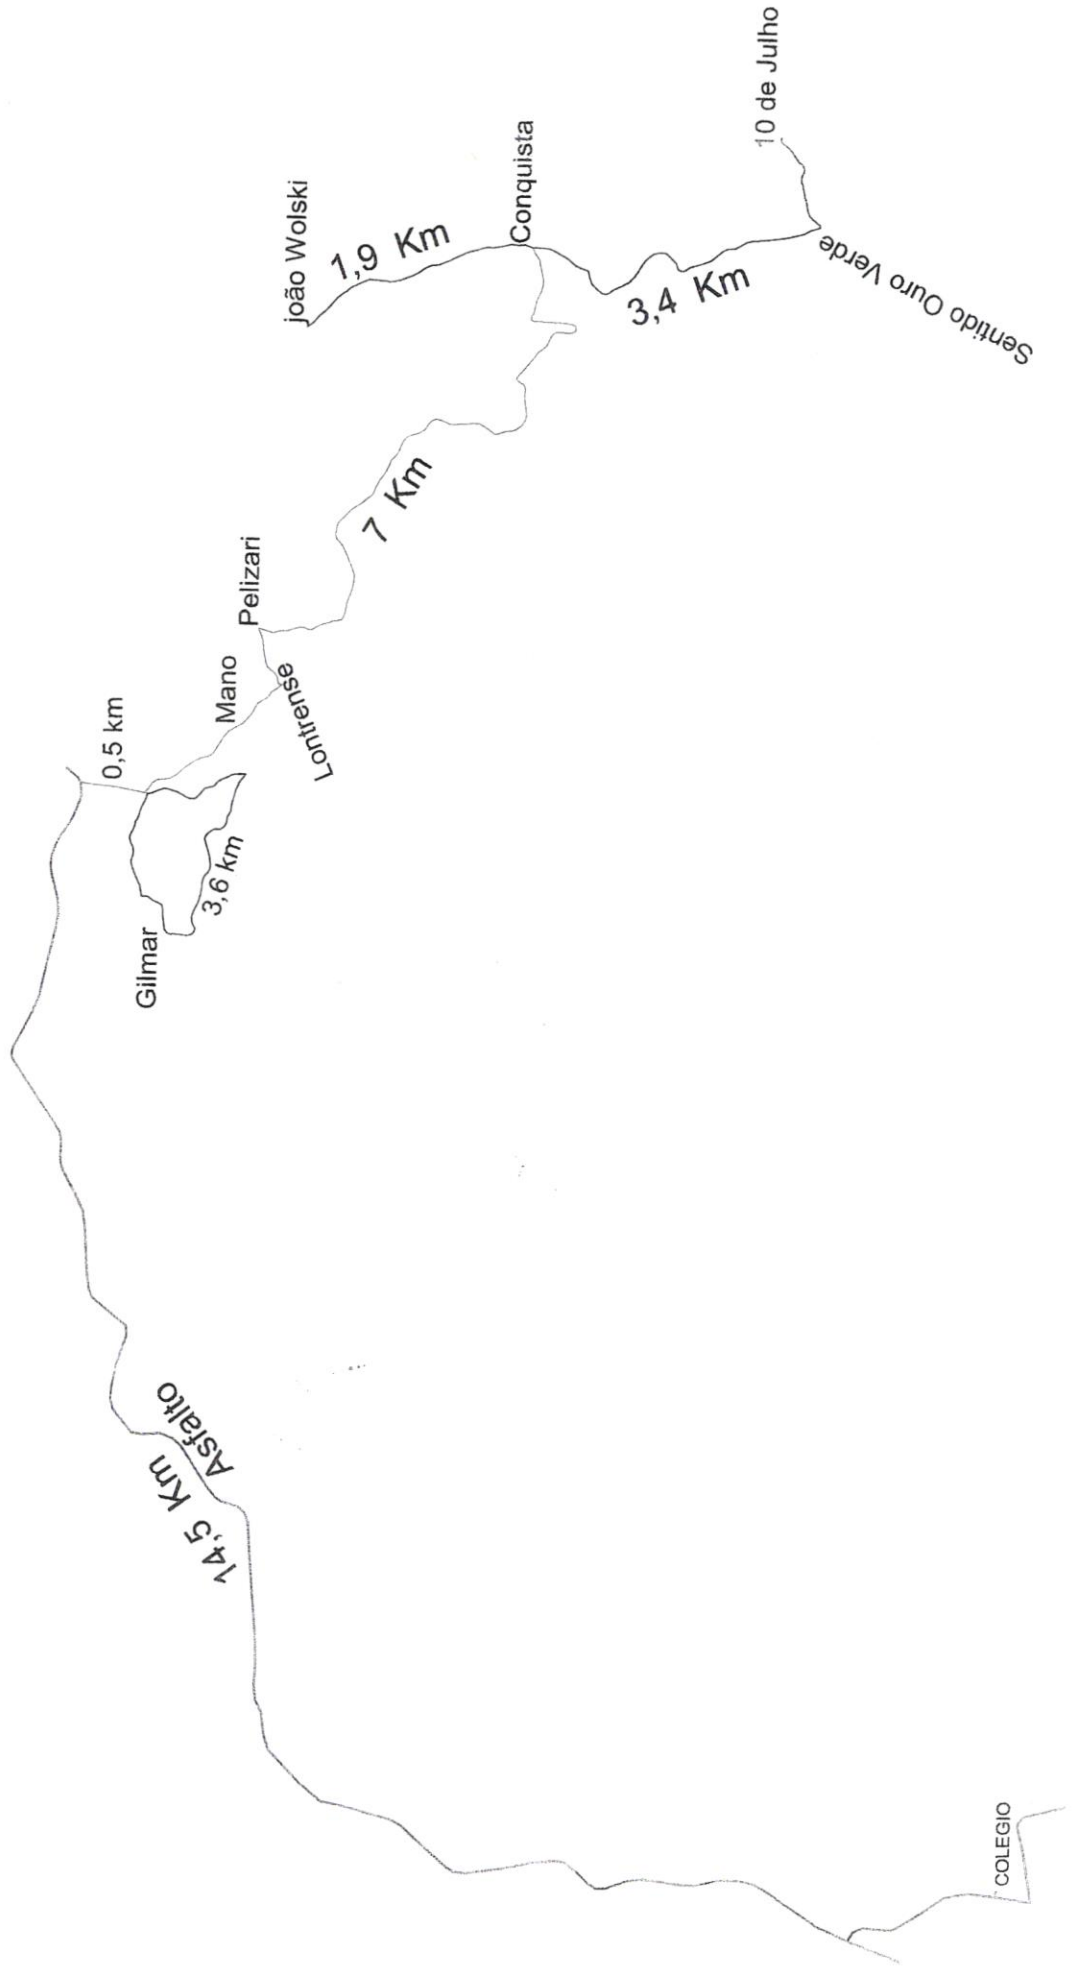 COLEGIO
14,5 Km
Asfalto
Gilmar
3,6 km
0,5 km
Mano
Lontrense
Pelizari
7 Km
joão Wolski
1,9 Km
Conquista
3,4 Km
10 de Julho
Sentido Ouro Verde